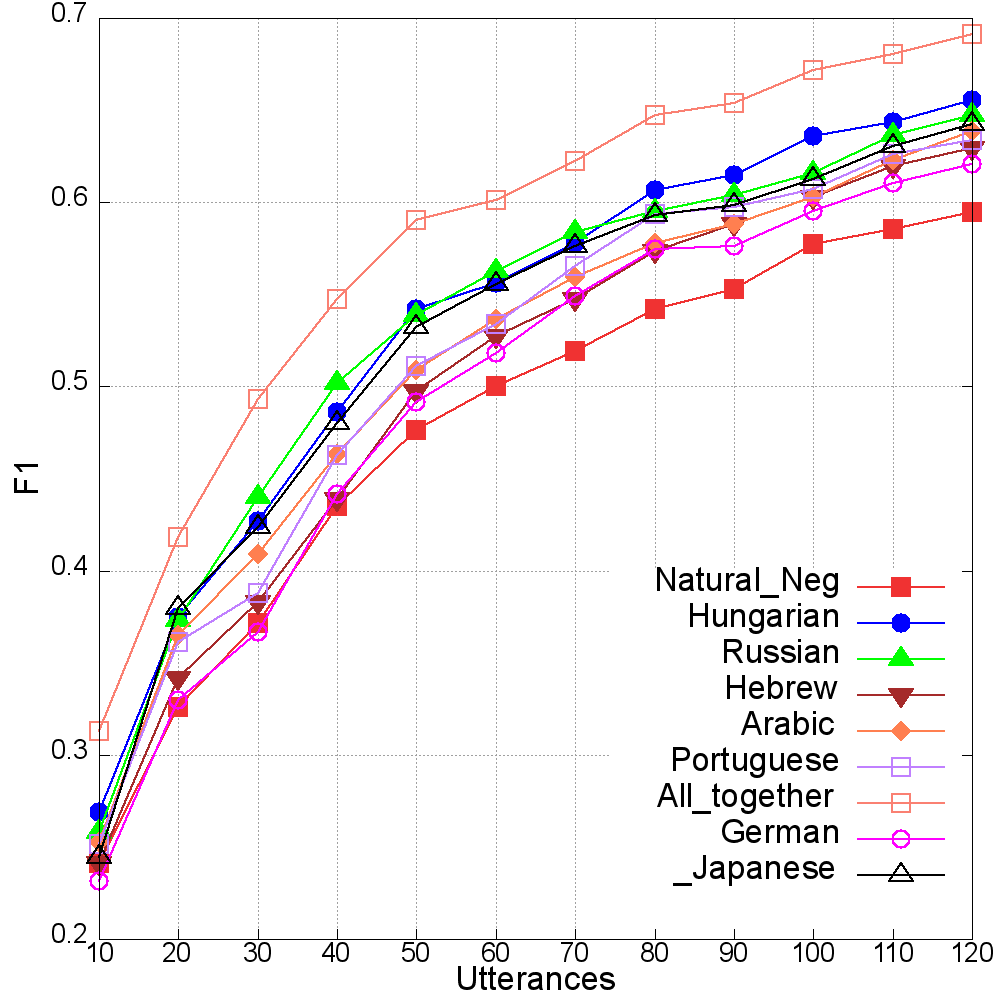 0.7
0.6
0.5
0.4
0.3
0.2
F1
Natural_Neg
Hungarian
Russian
Hebrew
Arabic
Portuguese
All_together
German
_Japanese
10 20 30 40 50 60 70 80 90 100 110 120
Utterances